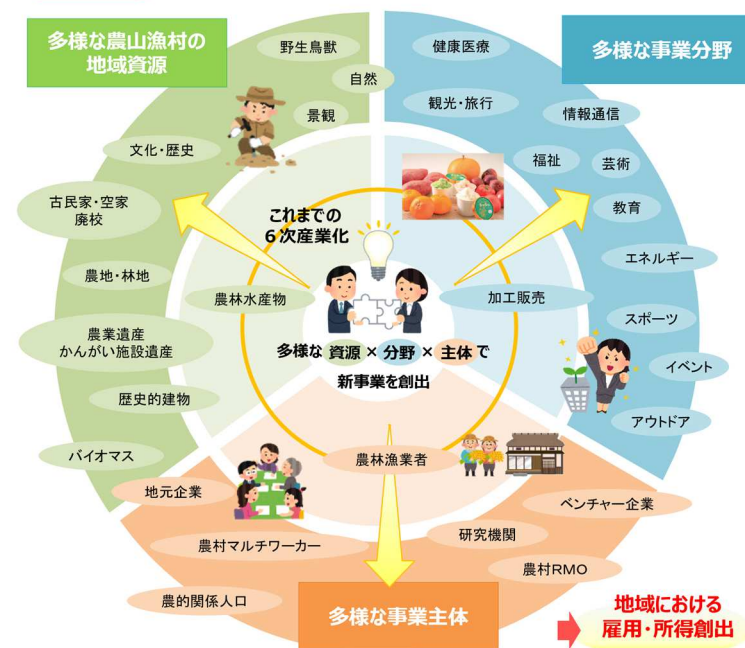 多様な農山漁村の
地域資源
多様な事業分野
野生鳥獣
自然
景観
文化・歴史
古民家・空家
廃校
農地・林地
農業遺産
かんがい施設遺産
歴史的建物
バイオマス
健康医療
観光・旅行
情報通信
福祉
芸術
教育
エネルギー
スポーツ
イベント
アウトドア
これまでの
6次産業化
農林水産物
加工販売
多様な 資源×分野×主体で
新事業を創出
農林漁業者
地元企業
農村マルチワーカー
農的関係人口
ベンチャー企業
研究機関
農村RMO
多様な事業主体
地域における
雇用・所得創出